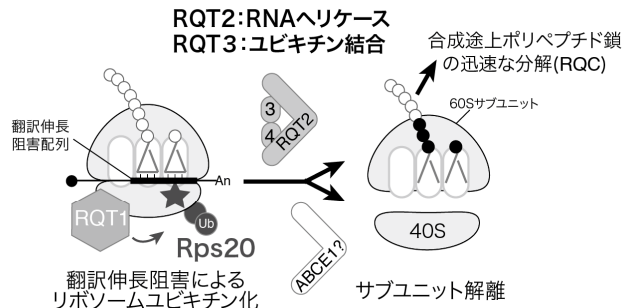 RQT2：RNAヘリケース
RQT3：ユビキチン結合
合成途上ポリペプチド鎖
の迅速な分解(RQC)
60Sサブユニット
翻訳伸長
阻害配列
3
4
RQT2
An
RQT1
Ub
Rps20
ABCE1?
40S
翻訳伸長阻害による
リボソームユビキチン化
サブユニット解離